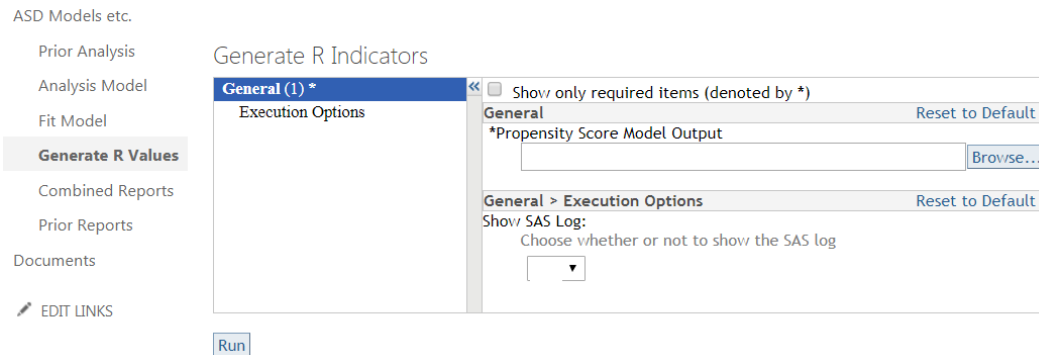 ASD Models etc.
Prior Analysis
Analysis Model
Fit Model
Generate R Values
Combined Reports
Prior Reports
Documents
EDIT LINKS
Generate R Indicators
General (1) *
Execution Options
Show only required items (denoted by *)
General Reset to Default
*Propensity Score Model Output
Browse...
General > Execution Options Reset to Default
Show SAS Log:
Choose whether or not to show the SAS log
Run